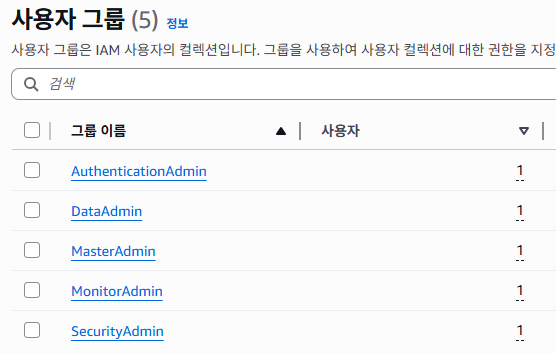 사용자 그룹 (5) 정보
사용자 그룹은 IAM 사용자의 컬렉션입니다. 그룹을 사용하여 사용자 컬렉션에 대한 권한을 지정
검색
그룹 이름 사용자
AuthenticationAdmin 1
DataAdmin 1
MasterAdmin 1
MonitorAdmin 1
SecurityAdmin 1